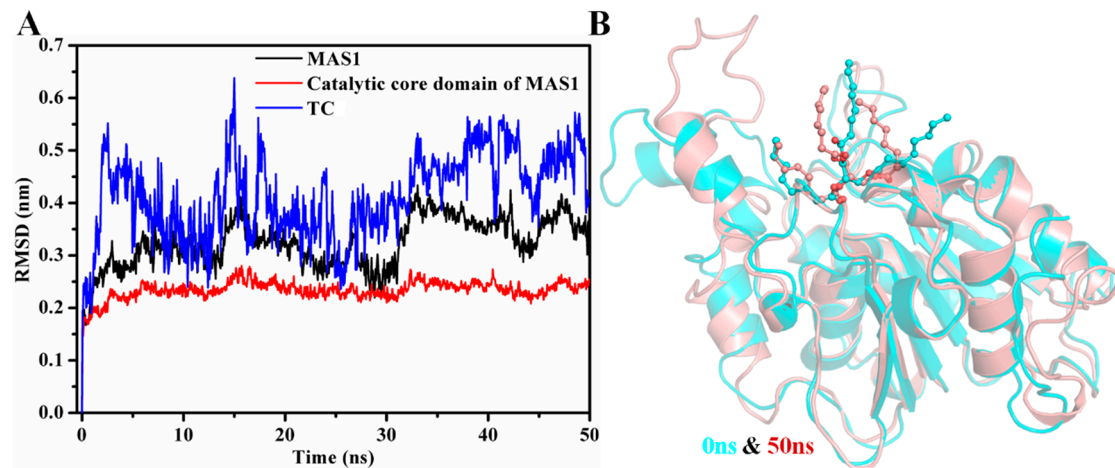 A
B
MAS1
Catalytic core domain of MAS1
TC
RMSD (nm)
0.7
0.6
0.5
0.4
0.3
0.2
0.1
0.0
0 10 20 30 40 50
Time (ns)
0ns & 50ns